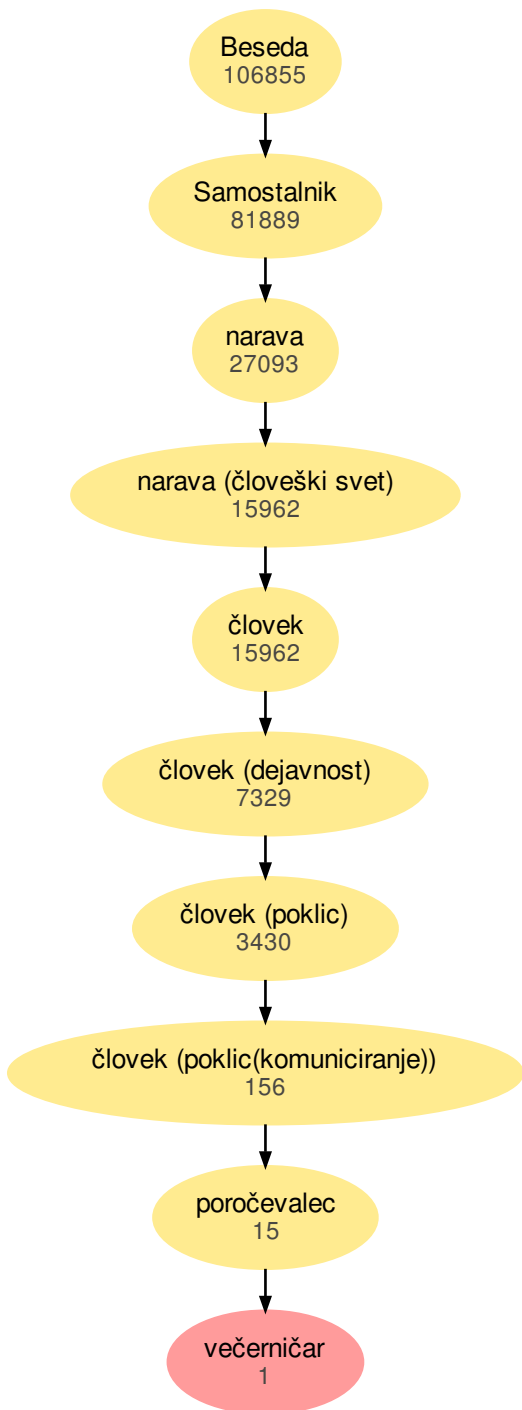 Beseda
106855
Samostalnik
81889
narava
27093
narava (človeški svet)
15962
človek
15962
človek (dejavnost)
7329
človek (poklic)
3430
človek (poklic(komuniciranje))
156
poročevalec
15
večerničar
1